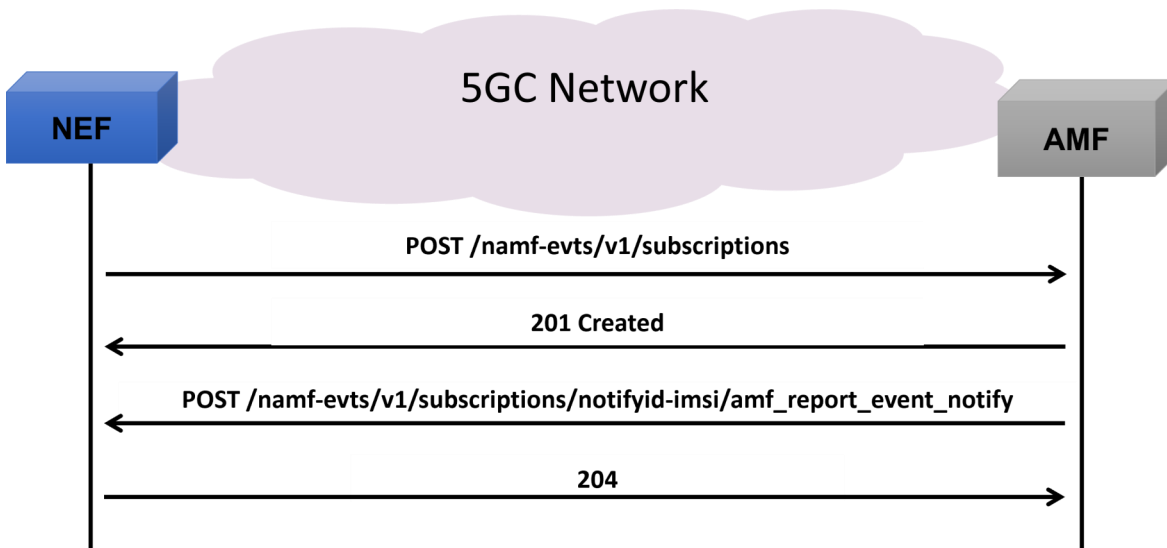 5GC Network
NEF
AMF
POST /namf-evts/v1/subscriptions
201 Created
POST /namf-evts/v1/subscriptions/notifyid-imsi/amf_report_event_notify
204